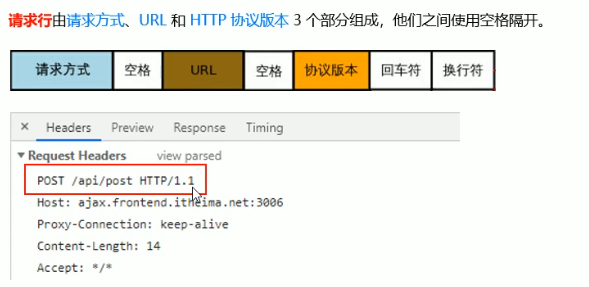 请求行由请求方式、URL 和 HTTP 协议版本 3 个部分组成，他们之间使用空格隔开。
请求方式 空格 URL 空格 协议版本 回车符 换行符
× Headers Preview Response Timing
▼ Request Headers view parsed
POST /api/post HTTP/1.1
Host: ajax.frontend.itheima.net:3006
Proxy-Connection: keep-alive
Content-Length: 14
Accept: */*